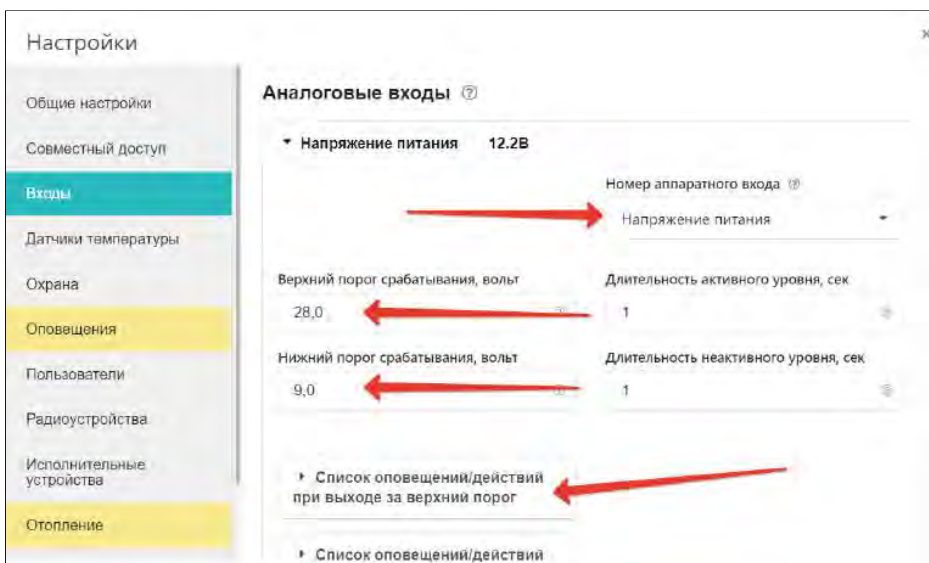 Настройки
Общие настройки
Совместный доступ
Входы
Датчики температуры
Охрана
Оповещения
Пользователи
Радиоустройства
Исполнительные
устройства
Отопление
Аналоговые входы
Напряжение питания 12.2В
Номер аппаратного входа
Напряжение питания
Верхний порог срабатывания, вольт
Длительность активного уровня, сек
28,0
1
Нижний порог срабатывания, вольт
Длительность неактивного уровня, сек
9,0
1
Список оповещений/действий
при выходе за верхний порог
Список оповещений/действий